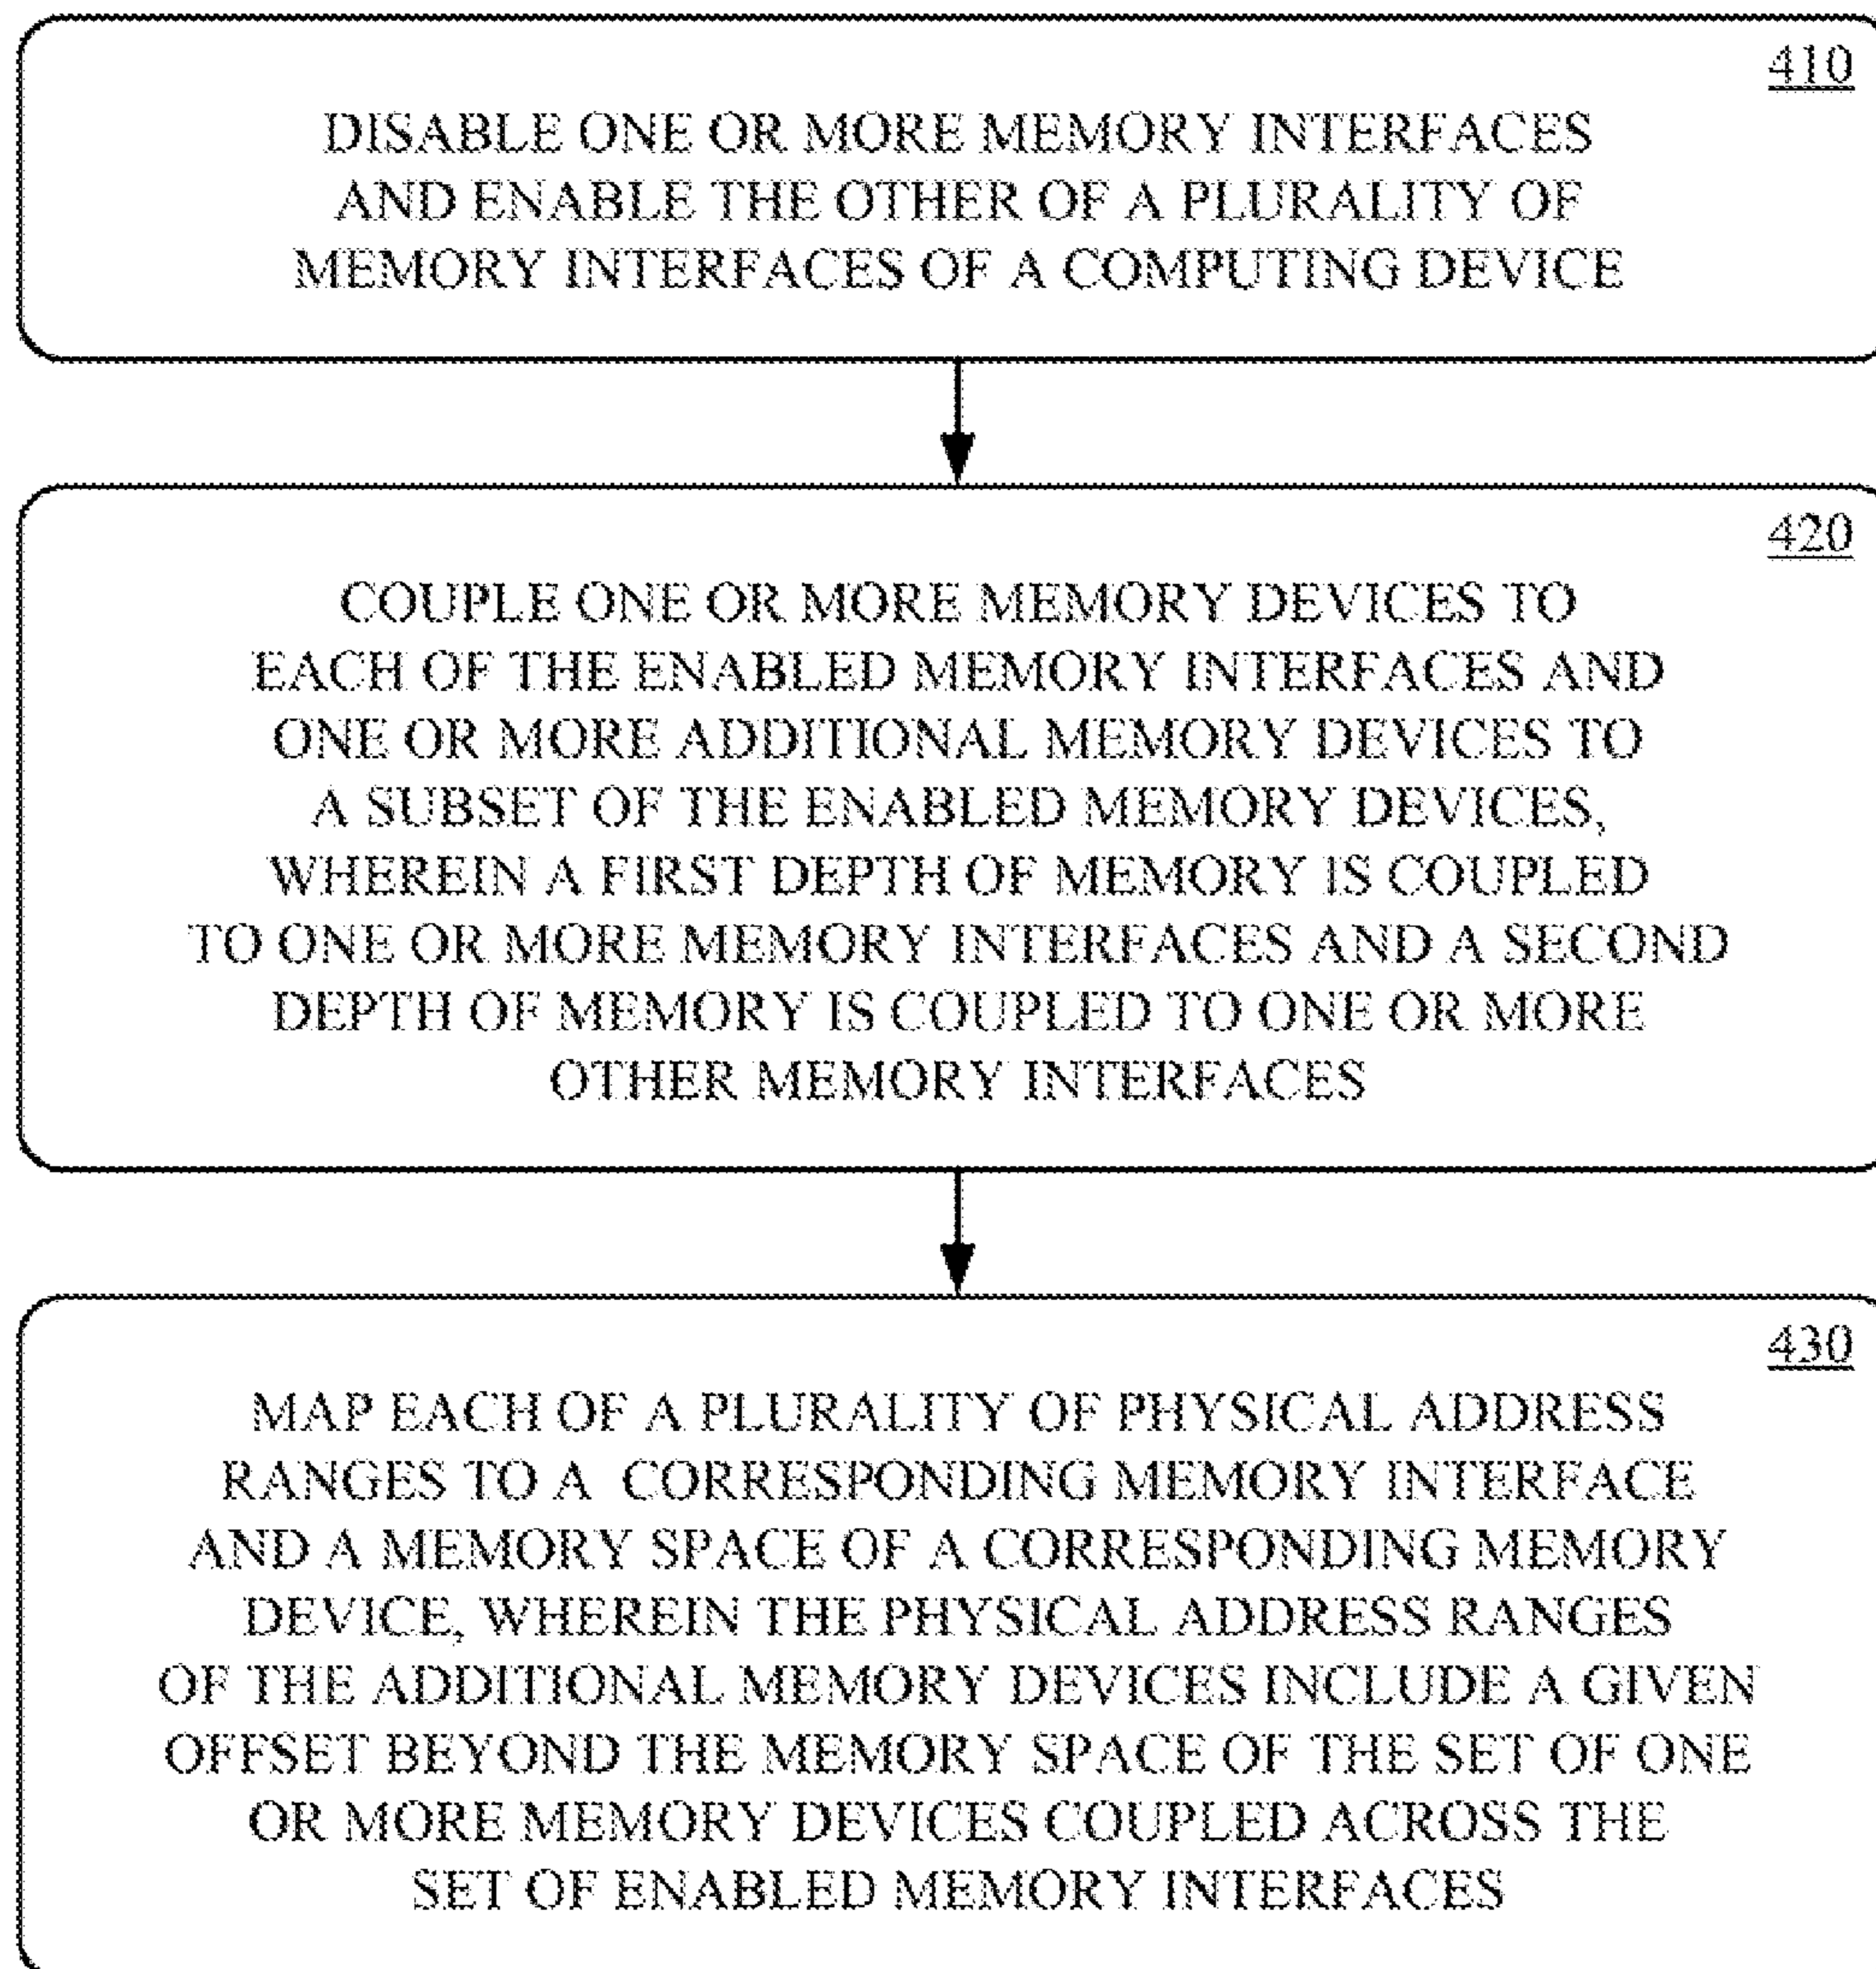 410
DISABLE ONE OR MORE MEMORY INTERFACES
AND ENABLE THE OTHER OF A PLURALITY OF
MEMORY INTERFACES OF A COMPUTING DEVICE
420
COUPLE ONE OR MORE MEMORY DEVICES TO
EACH OF THE ENABLED MEMORY INTERFACES AND
ONE OR MORE ADDITIONAL MEMORY DEVICES TO
A SUBSET OF THE ENABLED MEMORY DEVICES,
WHEREIN A FIRST DEPTH OF MEMORY IS COUPLED
TO ONE OR MORE MEMORY INTERFACES AND A SECOND
DEPTH OF MEMORY IS COUPLED TO ONE OR MORE
OTHER MEMORY INTERFACES
430
MAP EACH OF A PLURALITY OF PHYSICAL ADDRESS
RANGES TO A CORRESPONDING MEMORY INTERFACE
AND A MEMORY SPACE OF A CORRESPONDING MEMORY
DEVICE, WHEREIN THE PHYSICAL ADDRESS RANGES
OF THE ADDITIONAL MEMORY DEVICES INCLUDE A GIVEN
OFFSET BEYOND THE MEMORY SPACE OF THE SET OF ONE
OR MORE MEMORY DEVICES COUPLED ACROSS THE
SET OF ENABLED MEMORY INTERFACES